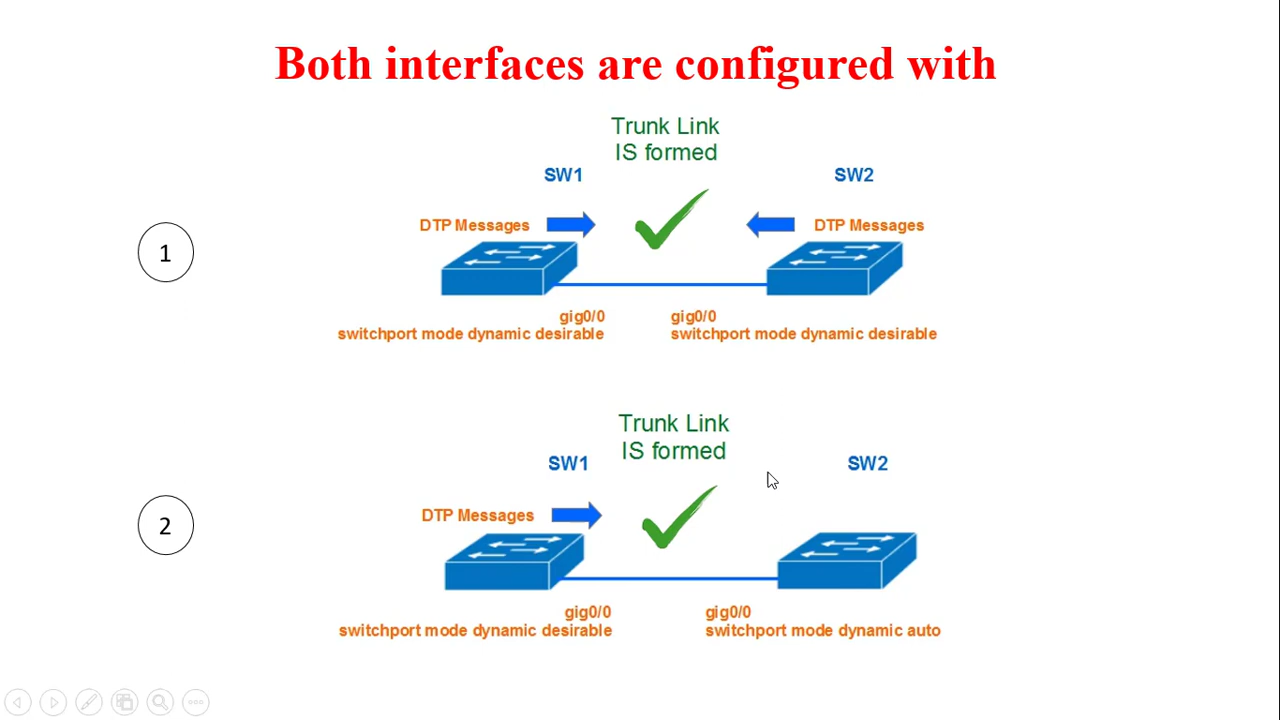 Both interfaces are configured with
Trunk Link
IS formed
SW1
SW2
DTP Messages
DTP Messages
1
gig0/0
gig0/0
switchport mode dynamic desirable
switchport mode dynamic desirable
Trunk Link
IS formed
SW1
SW2
DTP Messages
2
gig0/0
gig0/0
switchport mode dynamic desirable
switchport mode dynamic auto